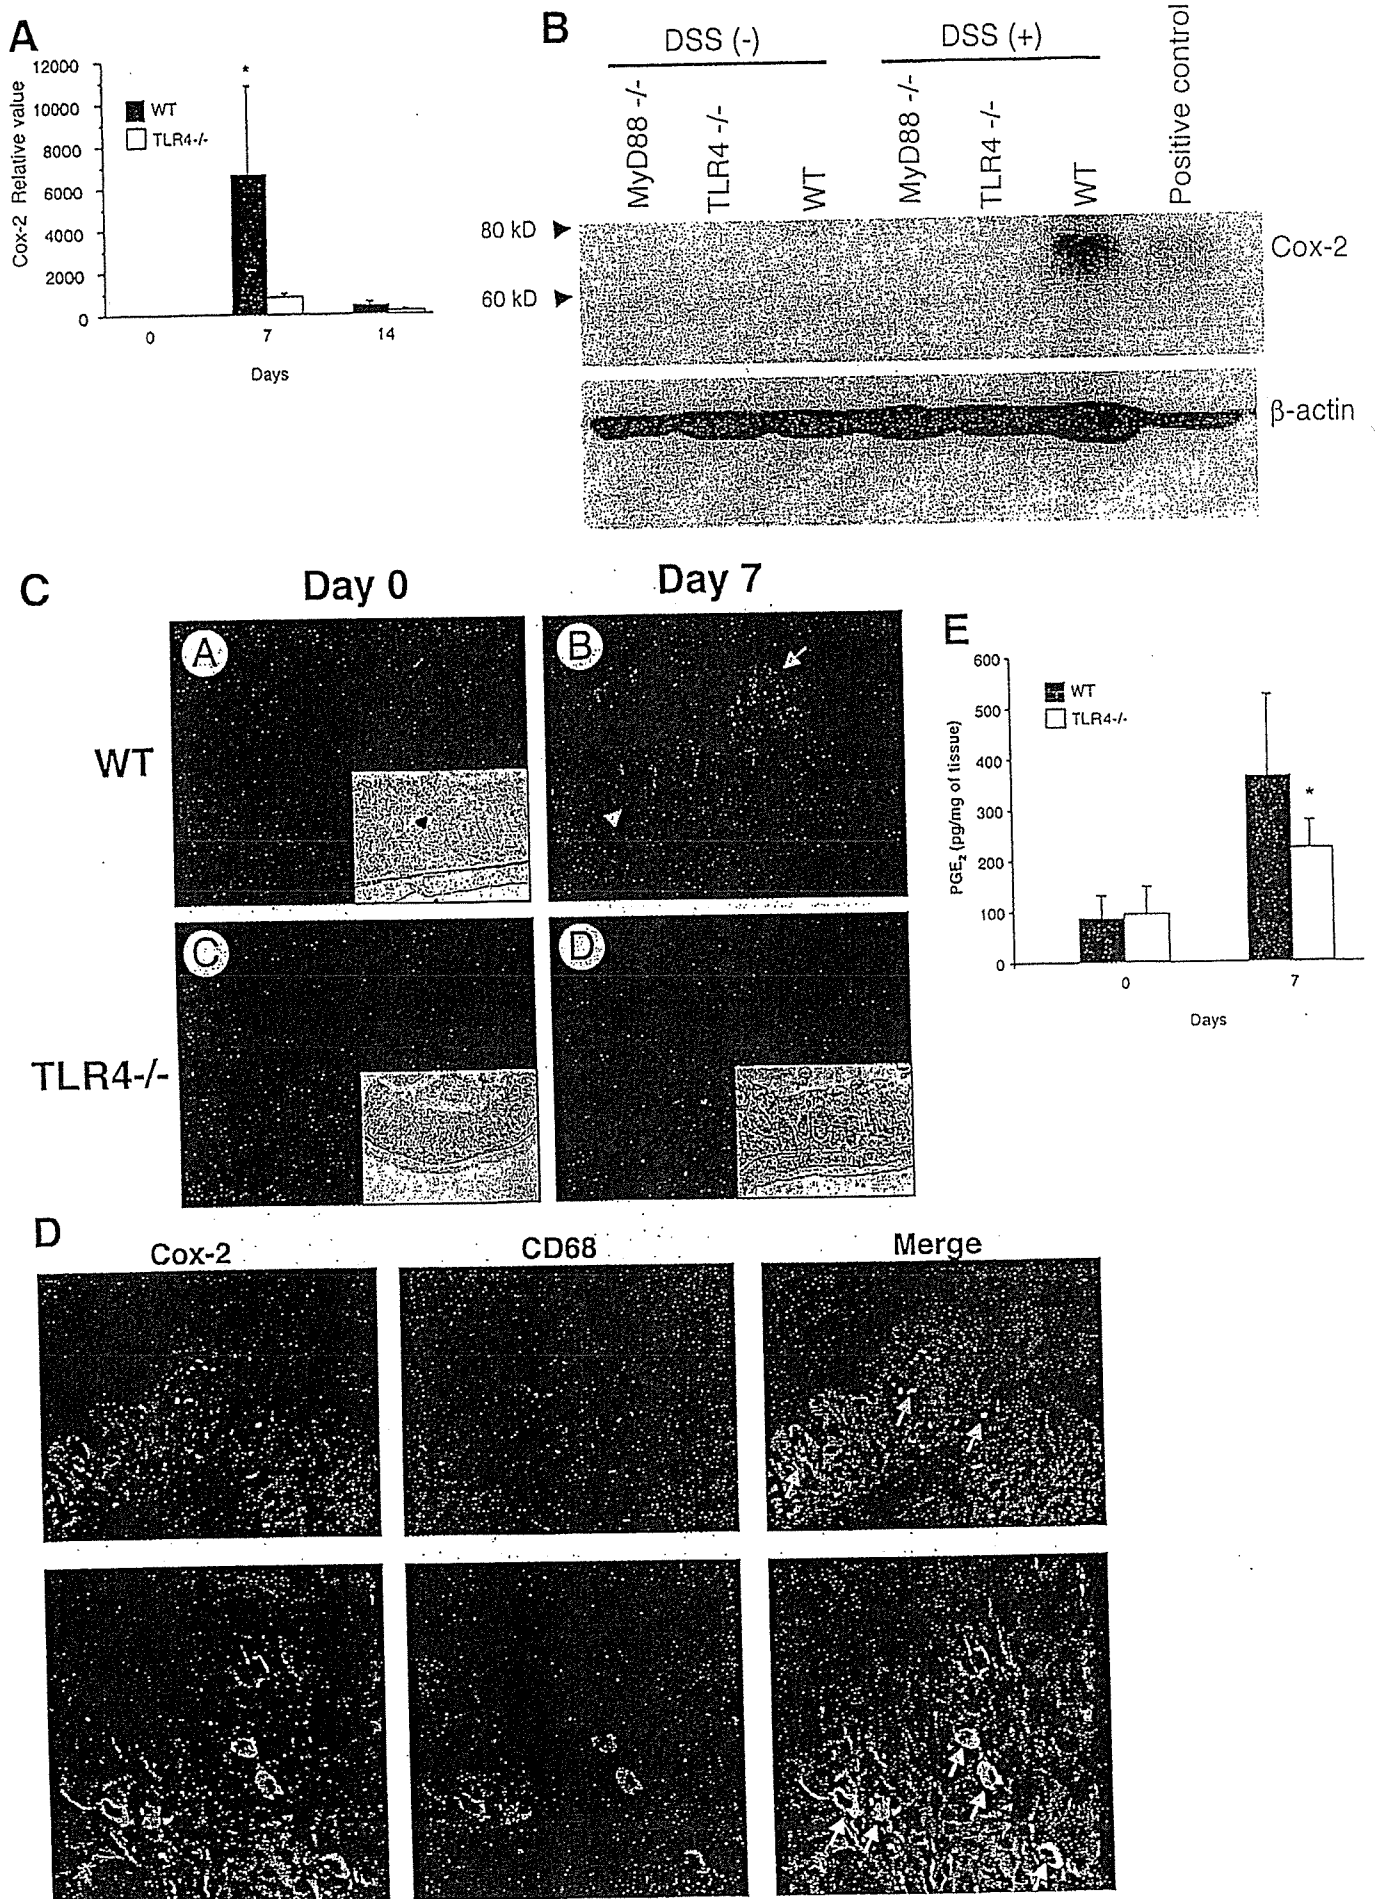 A
Cox-2 Relative value
12000
10000
8000
6000
4000
2000
0
*
WT
TLR4-/-
0 7 14
Days
B
DSS (-) DSS (+)
MyD88 -/- TLR4 -/- WT MyD88 -/- TLR4 -/- WT Positive control
80 kD
60 kD
Cox-2
β-actin
C
Day 0 Day 7
WT
A B
TLR4-/-
C D
E
PGE2 (pg/mg of tissue)
600
500
400
300
200
100
0
WT
TLR4-/-
*
0 7
Days
D
Cox-2 CD68 Merge